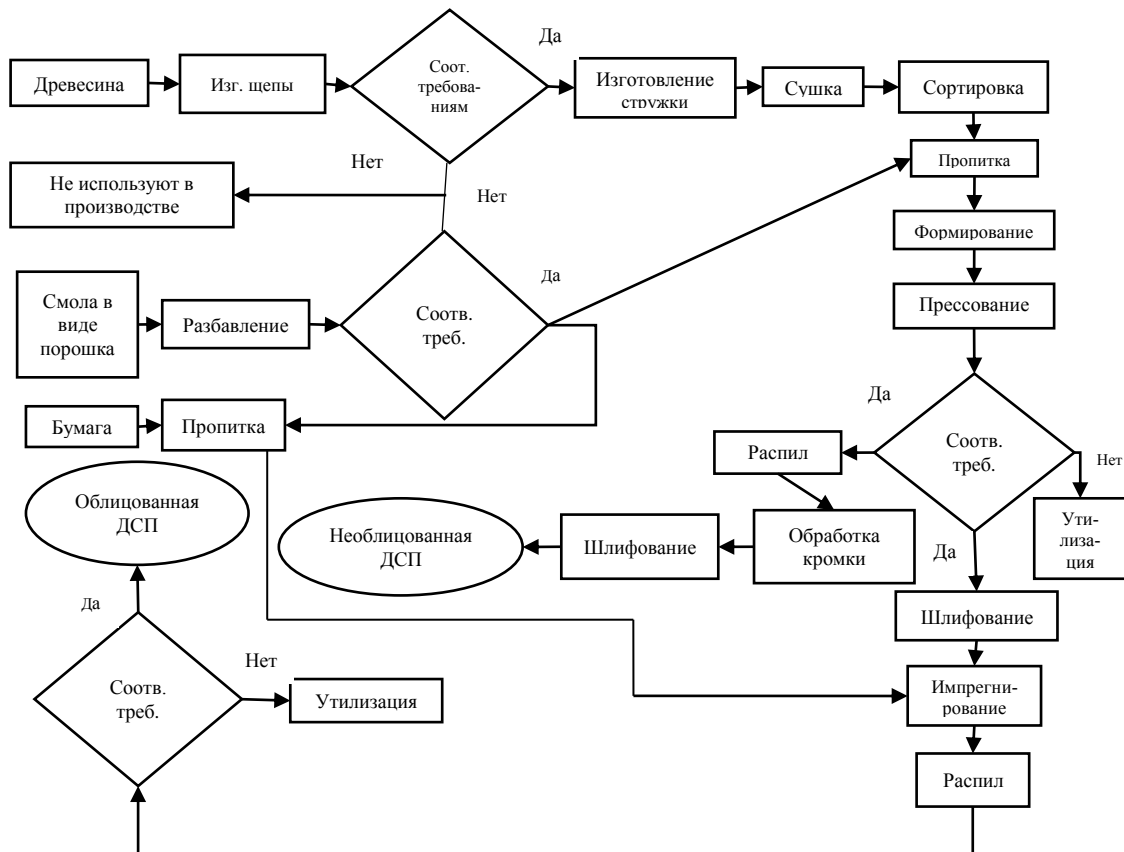 Древесина
Изг. щепы
Соот.
требова-
ниям
Да
Изготовление
стружки
Сушка
Сортировка
Нет
Не используют в
производстве
Нет
Пропитка
Формирование
Смола в
виде
порошка
Разбавление
Соотв.
треб.
Да
Прессование
Бумага
Пропитка
Да
Соотв.
треб.
Нет
Распил
Облицованная
ДСП
Необлицованная
ДСП
Шлифование
Обработка
кромки
Да
Ути-
лиза-
ция
Да
Шлифование
Соотв.
треб.
Нет
Утилизация
Импрегни-
рование
Распил